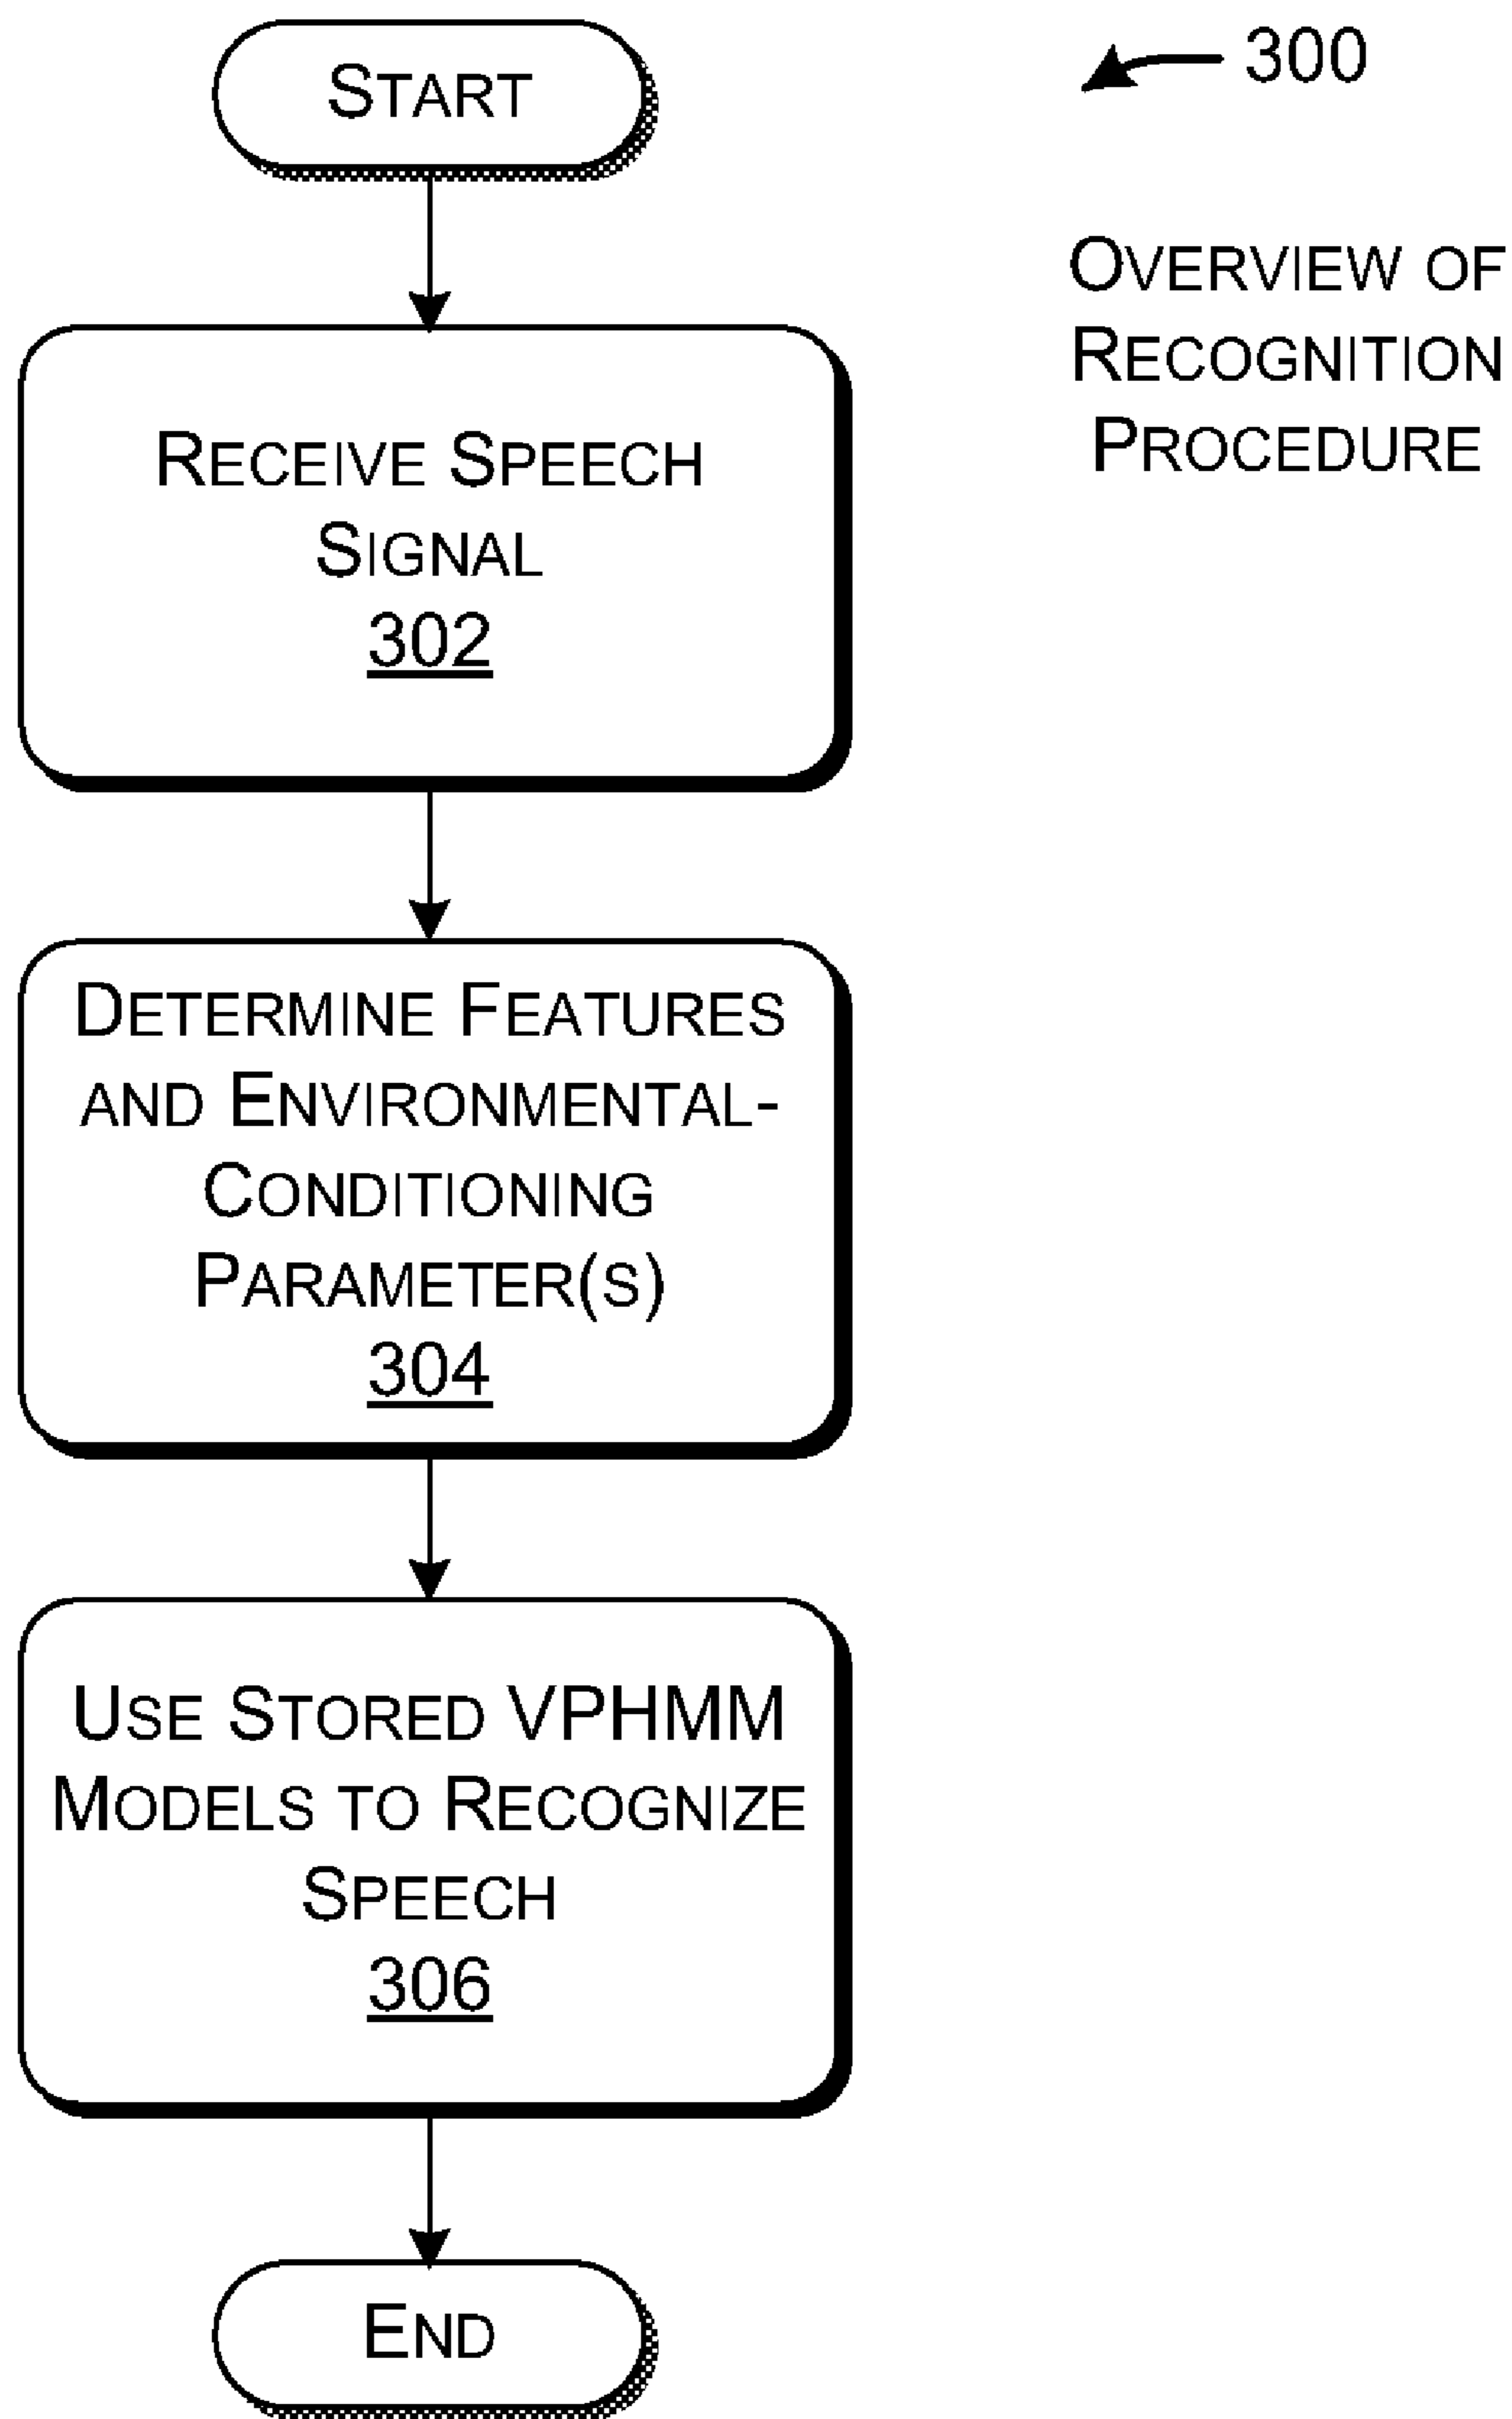 START
300
OVERVIEW OF
RECOGNITION
PROCEDURE
RECEIVE SPEECH
SIGNAL
302
DETERMINE FEATURES
AND ENVIRONMENTAL-
CONDITIONING
PARAMETER(S)
304
USE STORED VPHMM
MODELS TO RECOGNIZE
SPEECH
306
END